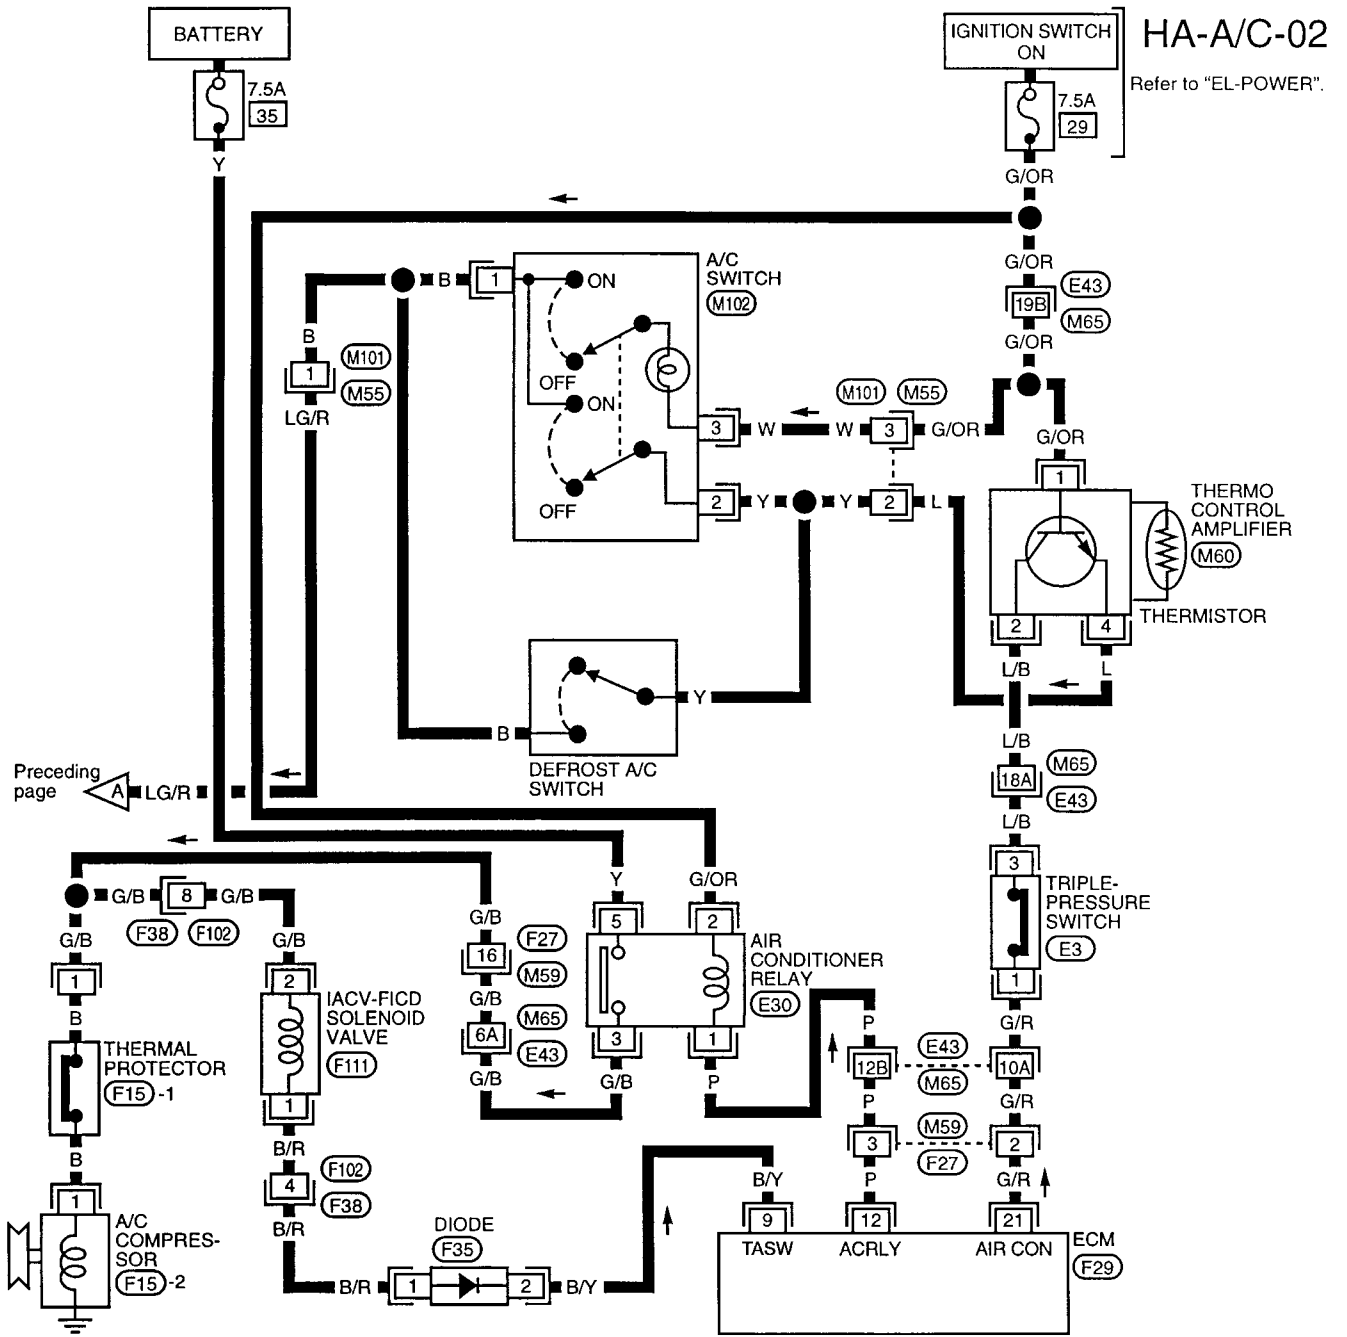 BATTERY
7.5A
35
Y
IGNITION SWITCH
ON
7.5A
29
HA-A/C-02
Refer to “EL-POWER”.
G/OR
G/OR
E43
19B
M65
G/OR
1
B
ON
OFF
ON
OFF
A/C
SWITCH
M102
B
1
M101
M55
LG/R
3
W
W
3
G/OR
M101
M55
2
Y
Y
2
L
G/OR
1
THERMO
CONTROL
AMPLIFIER
M60
THERMISTOR
2
4
L/B
L
B
Y
DEFROST A/C
SWITCH
L/B
18A
M65
E43
L/B
Preceding
page
A
LG/R
Y
G/OR
3
TRIPLE-
PRESSURE
SWITCH
E3
1
G/B
8
G/B
F38
F102
G/B
G/B
1
2
G/B
16
F27
M59
G/B
6A
M65
E43
G/B
5
2
AIR
CONDITIONER
RELAY
E30
3
1
G/B
P
B
THERMAL
PROTECTOR
F15
-1
B
IACV-FICD
SOLENOID
VALVE
F111
1
B/R
4
F102
F38
B/R
P
12B
E43
M65
10A
G/R
P
G/R
3
M59
F27
2
P
G/R
1
A/C
COMPRES-
SOR
F15
-2
DIODE
F35
B/R
1
2
B/Y
B/Y
9
12
21
TASW
ACRLY
AIR CON
ECM
F29